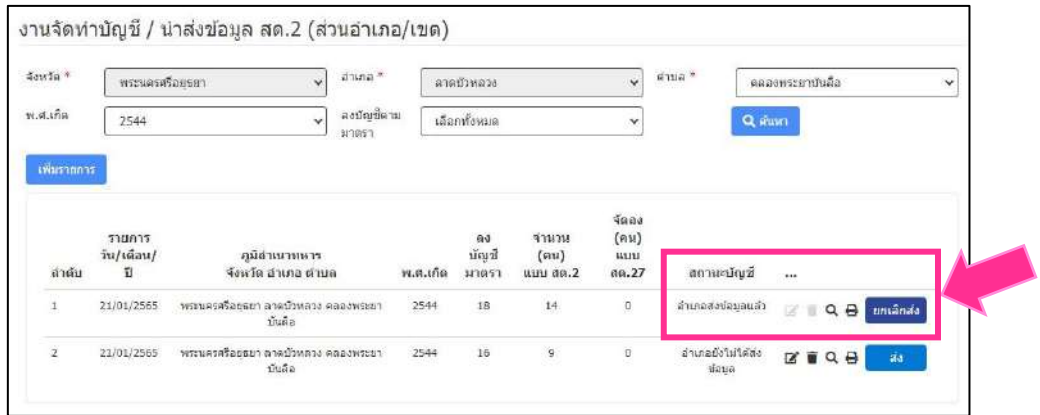 งานจัดทำบัญชี / นำส่งข้อมูล สด.2 (ส่วนอำเภอ/เขต)
จังหวัด * พระนครศรีอยุธยา อำเภอ * ลาดบัวหลวง ตำบล * คลองพระยาบันลือ
พ.ศ.เกิด 2544 ลงบัญชีตาม เลือกทั้งหมด ค้นหา
มาตรา
เพิ่มรายการ
จัดลง
รายการ ลง จำนวน (คน)
วัน/เดือน/ ภูมิลำเนาทหาร บัญชี (คน) แบบ
ลำดับ ปี จังหวัด อำเภอ ตำบล พ.ศ.เกิด มาตรา แบบ สด.2 สด.27 สถานะบัญชี ...
1 21/01/2565 พระนครศรีอยุธยา ลาดบัวหลวง คลองพระยา 2544 18 14 0 อำเภอส่งข้อมูลแล้ว ยกเลิกส่ง
บันลือ
2 21/01/2565 พระนครศรีอยุธยา ลาดบัวหลวง คลองพระยา 2544 16 9 0 อำเภอยังไม่ได้ส่ง ส่ง
บันลือ ข้อมูล